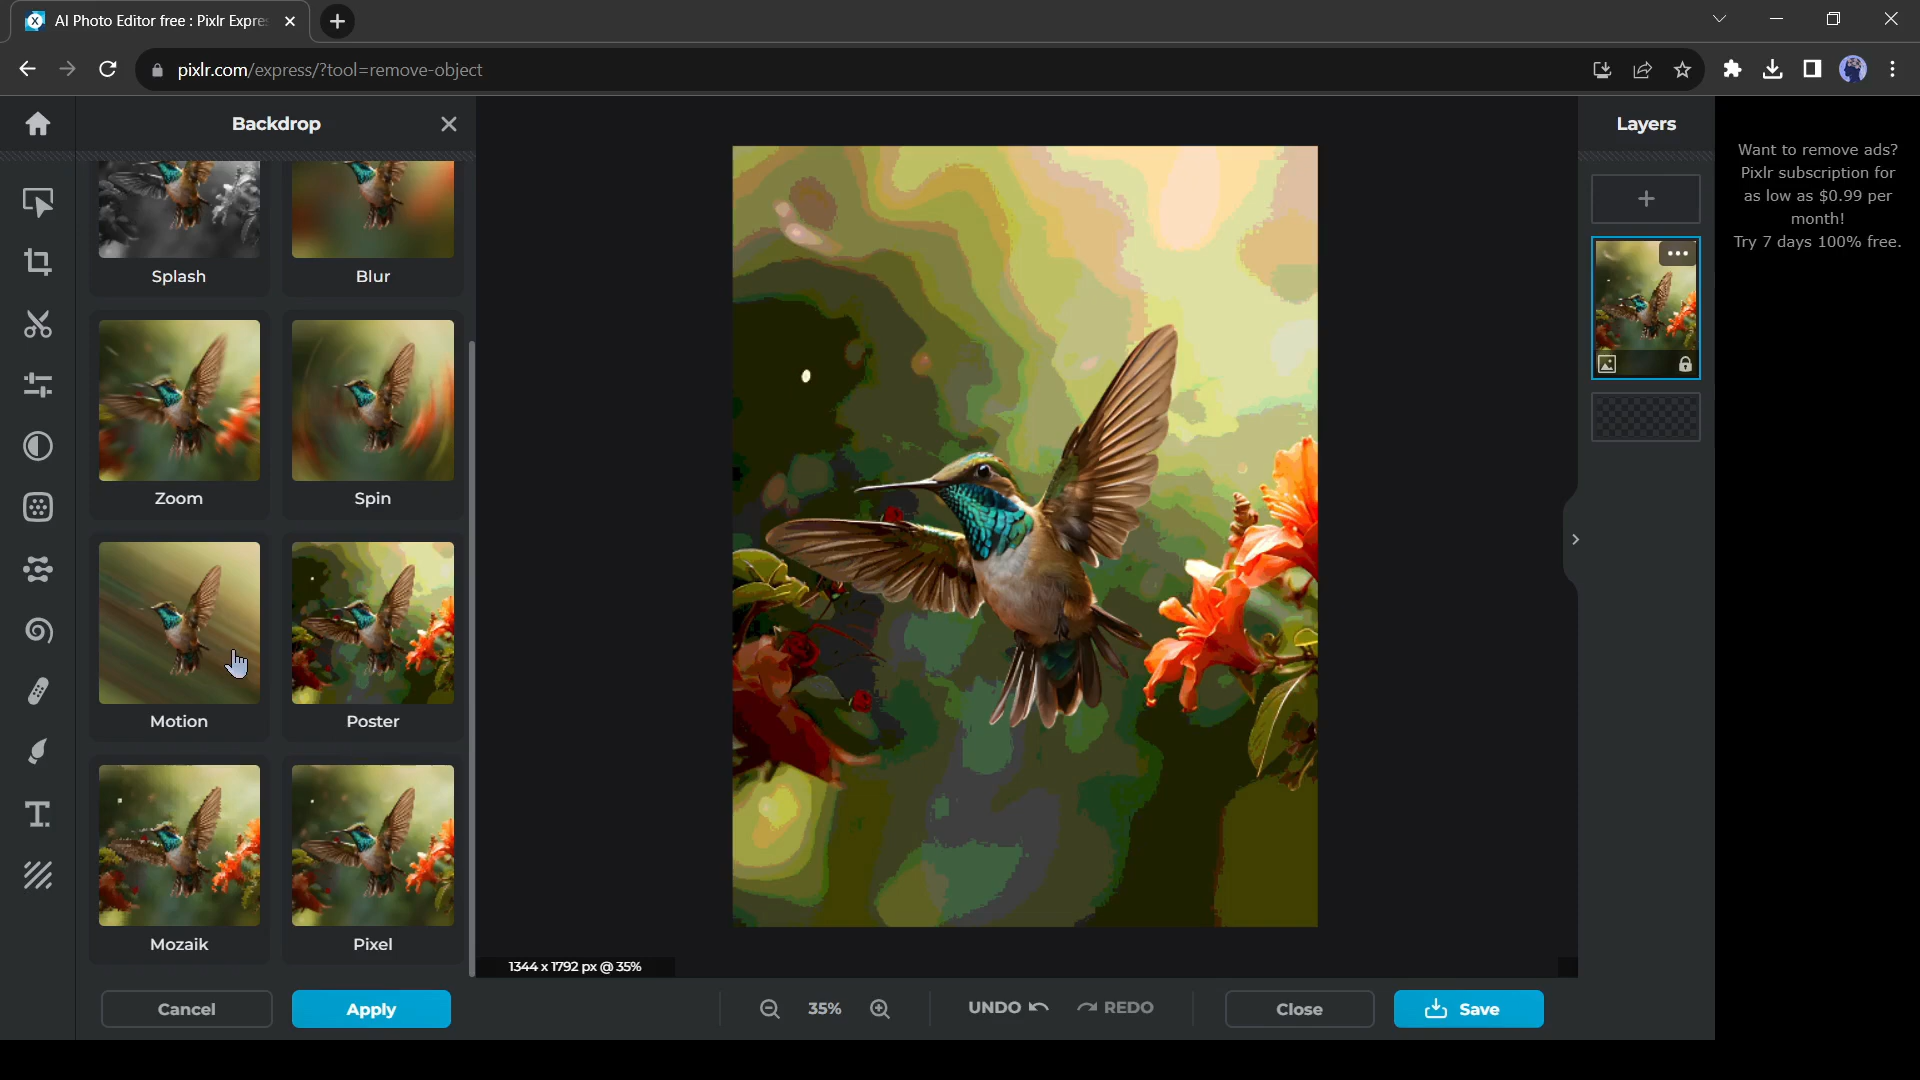 AI Photo Editor free : Pixlr Expre
pixlr.com/express/?tool=remove-object
Backdrop
Layers
Want to remove ads?
Pixlr subscription for
as low as $0.99 per
month!
Try 7 days 100% free.
Splash
Blur
Zoom
Spin
Motion
Poster
Mozaik
Pixel
1344 x 1792 px @ 35%
Cancel
Apply
35%
UNDO
REDO
Close
Save